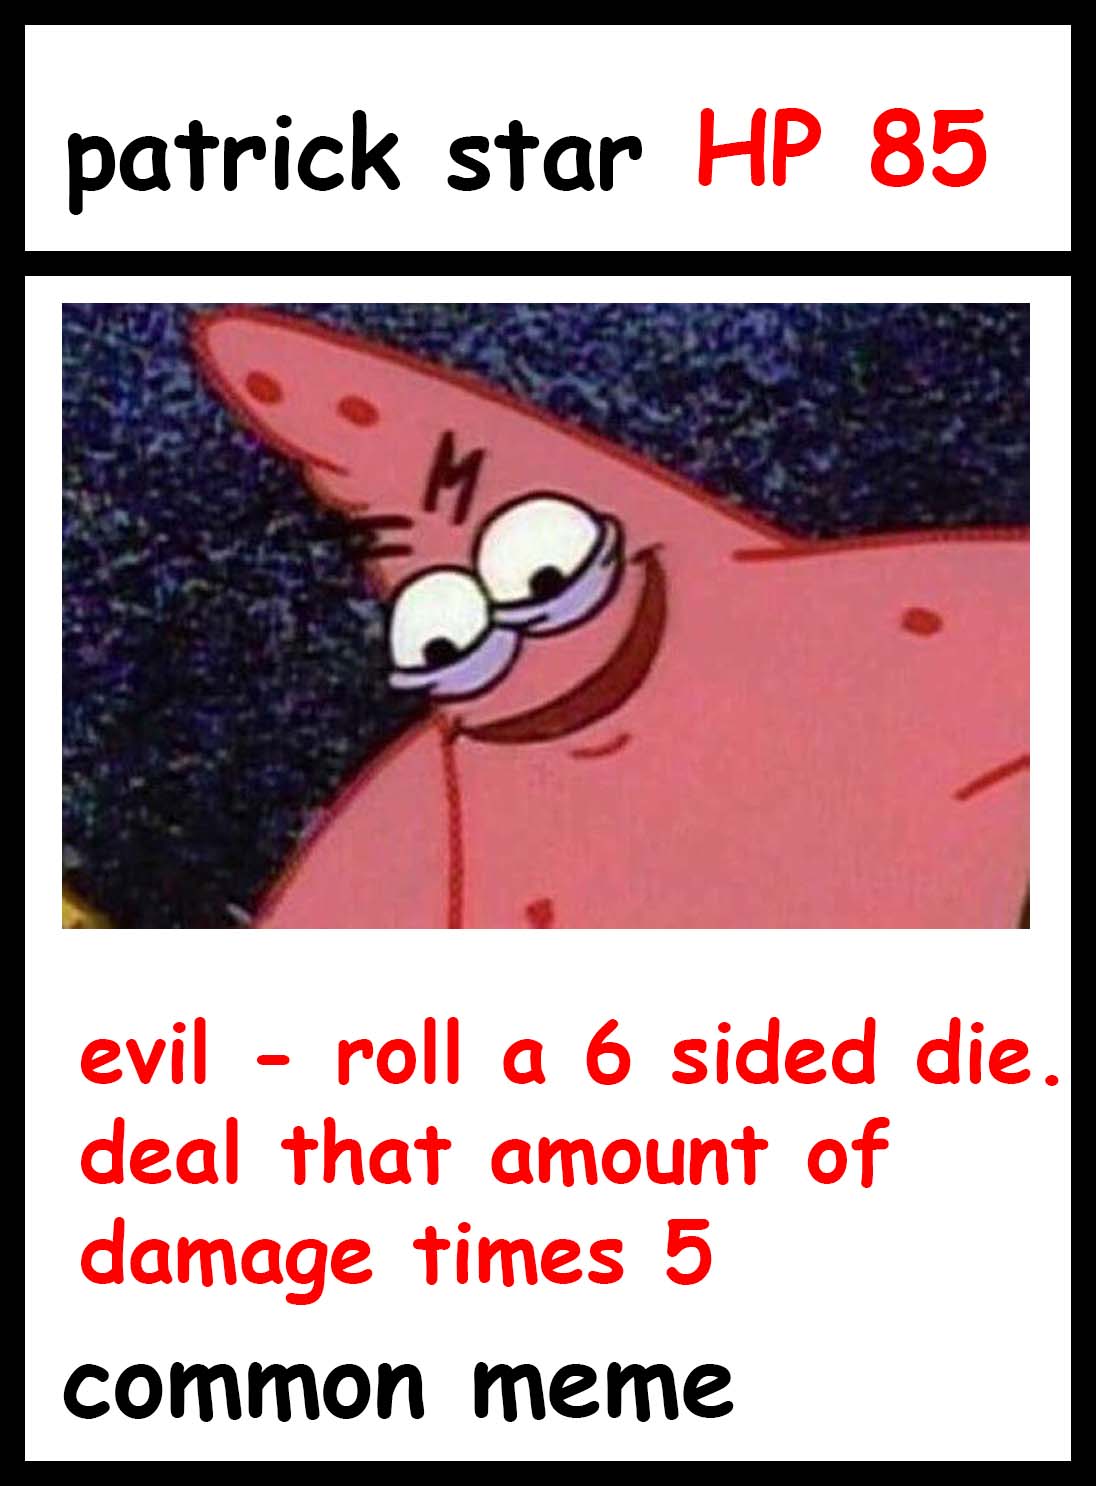 patrick star HP 85
evil - roll a 6 sided die.
deal that amount of
damage times 5
common meme